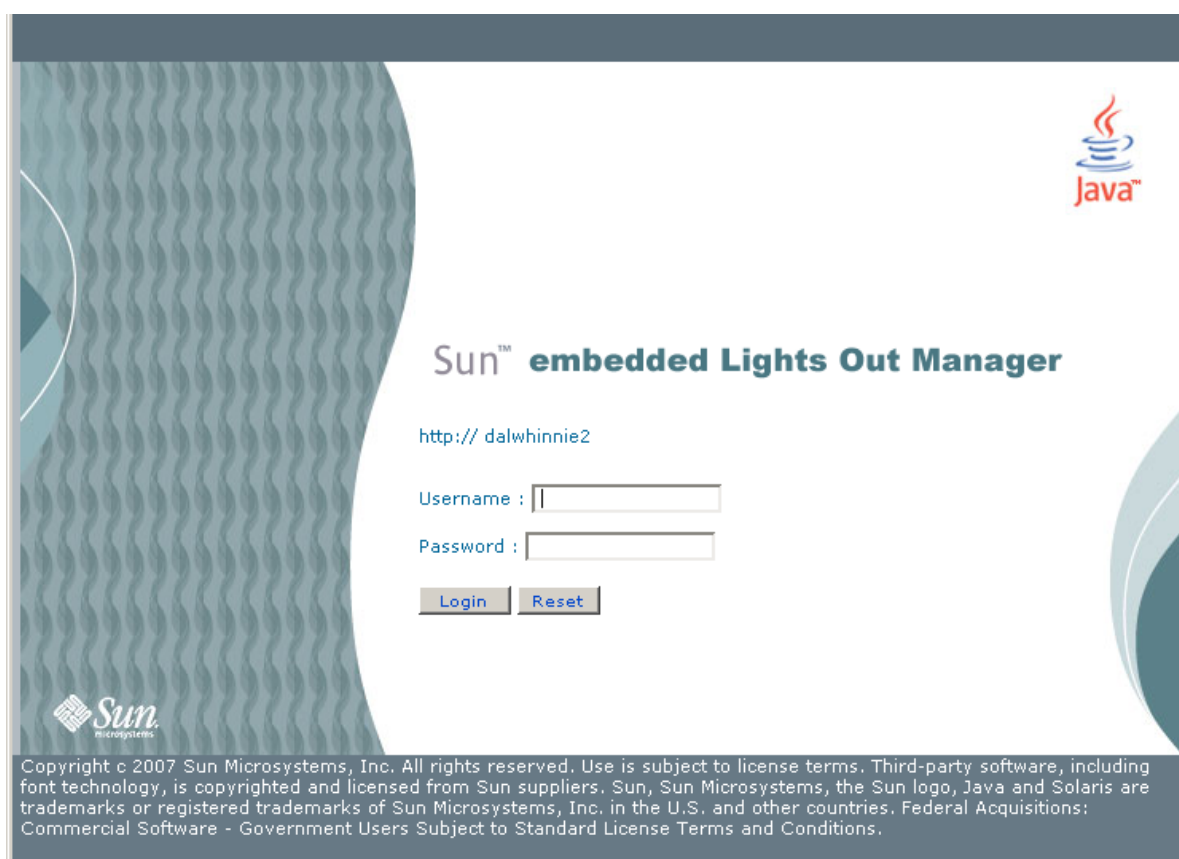 Java™
Sun™ embedded Lights Out Manager
http:// dalwhinnie2
Username :
Password :
Login Reset
Sun.
microsystems
Copyright c 2007 Sun Microsystems, Inc. All rights reserved. Use is subject to license terms. Third-party software, including
font technology, is copyrighted and licensed from Sun suppliers. Sun, Sun Microsystems, the Sun logo, Java and Solaris are
trademarks or registered trademarks of Sun Microsystems, Inc. in the U.S. and other countries. Federal Acquisitions:
Commercial Software - Government Users Subject to Standard License Terms and Conditions.